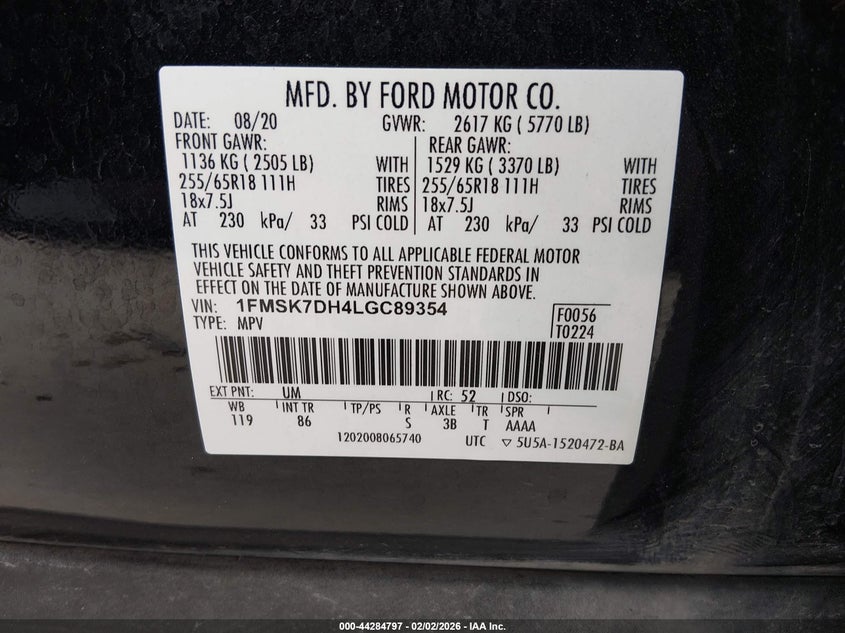 MFD. BY FORD MOTOR CO.
DATE: 08/20 GVWR: 2617 KG ( 5770 LB)
FRONT GAWR: REAR GAWR:
1136 KG ( 2505 LB) WITH 1529 KG ( 3370 LB) WITH
255/65R18 111H TIRES 255/65R18 111H TIRES
18x7.5J RIMS 18x7.5J RIMS
AT 230 kPa/ 33 PSI COLD AT 230 kPa/ 33 PSI COLD
THIS VEHICLE CONFORMS TO ALL APPLICABLE FEDERAL MOTOR
VEHICLE SAFETY AND THEFT PREVENTION STANDARDS IN
EFFECT ON THE DATE OF MANUFACTURE SHOWN ABOVE.
VIN: 1FMSK7DH4LGC89354 F0056
TYPE: MPV T0224
EXT PNT: UM RC: 52 DSO:
WB INT TR TP/PS R AXLE TR SPR
119 86 S 3B T AAAA
1202008065740 UTC ▽ 5U5A-1520472-BA
000-44284797 - 02/02/2026 - IAA Inc.